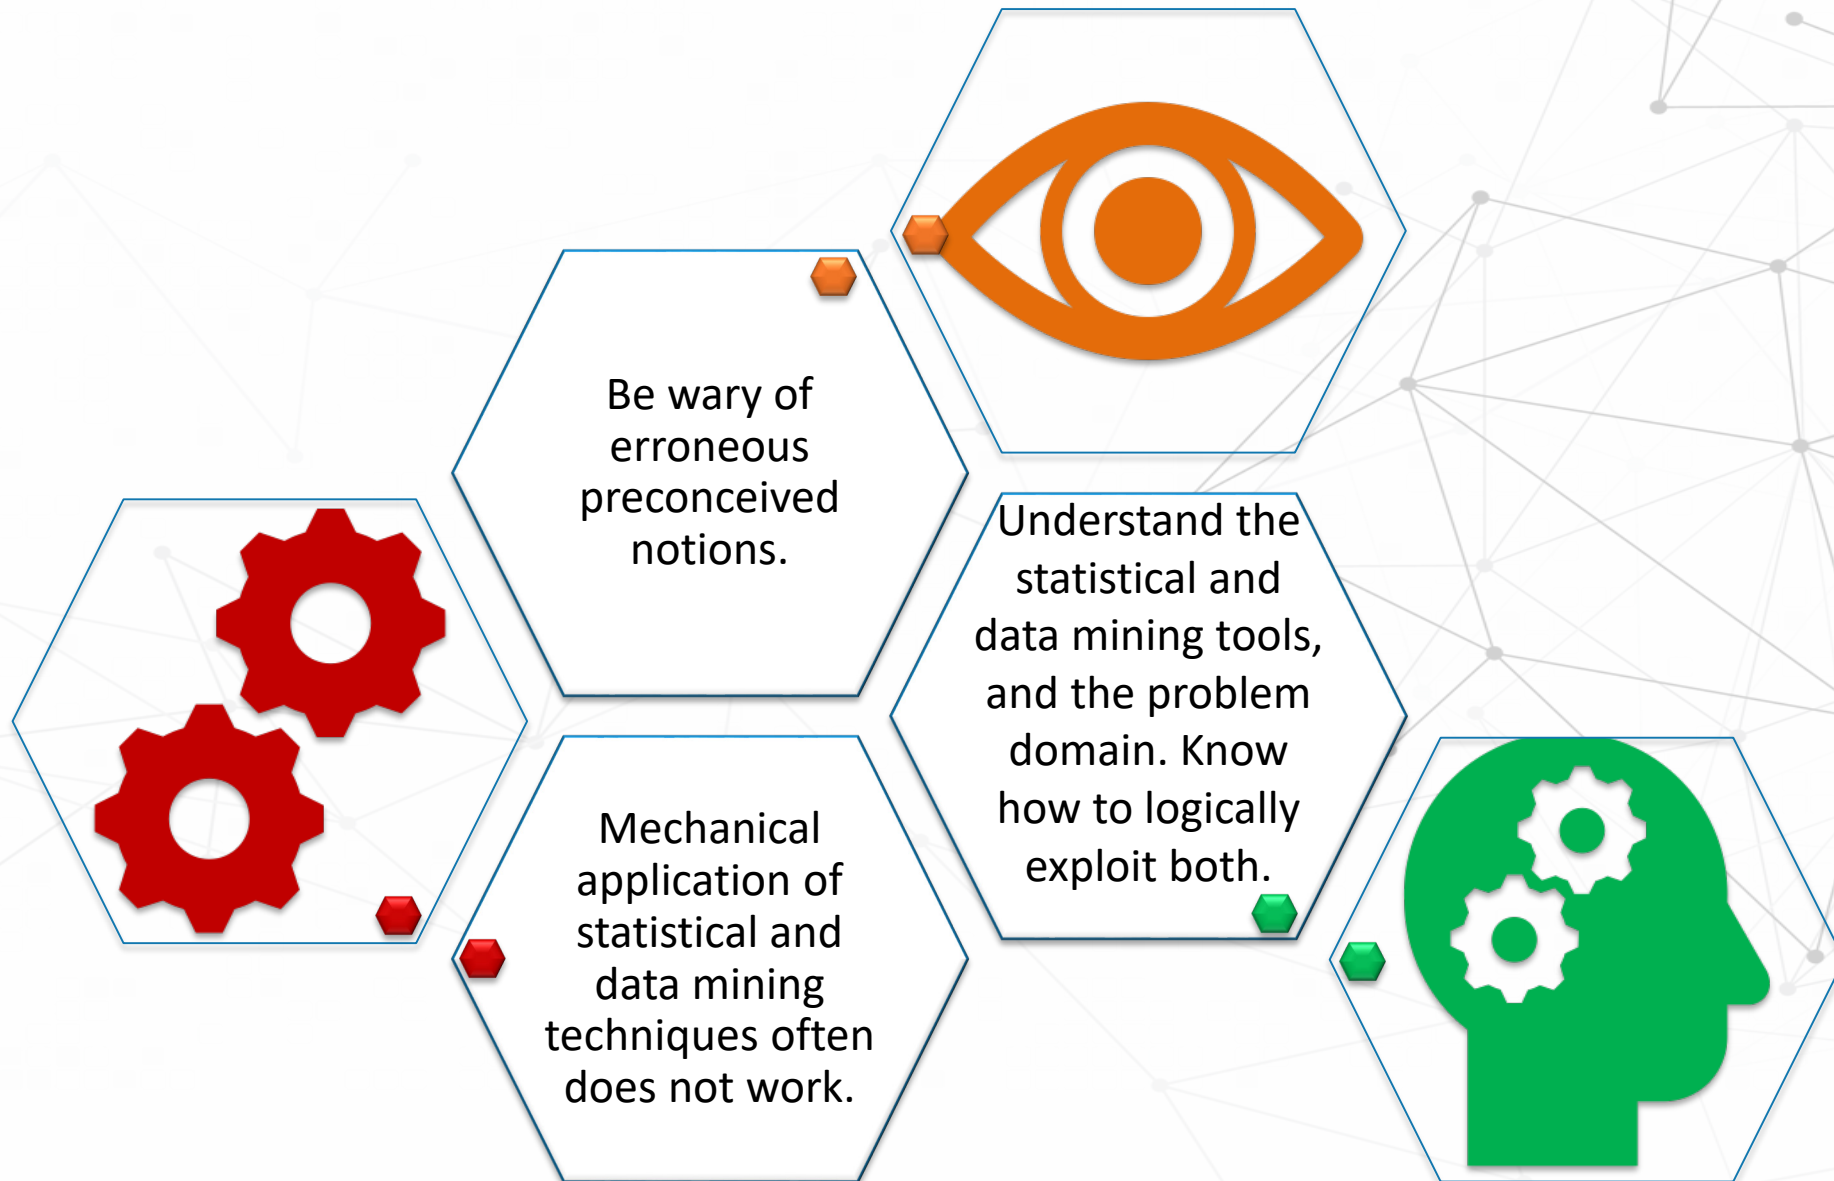 Be wary of
erroneous
preconceived
notions.
Understand the
statistical and
data mining tools,
and the problem
domain. Know
how to logically
exploit both.
Mechanical
application of
statistical and
data mining
techniques often
does not work.